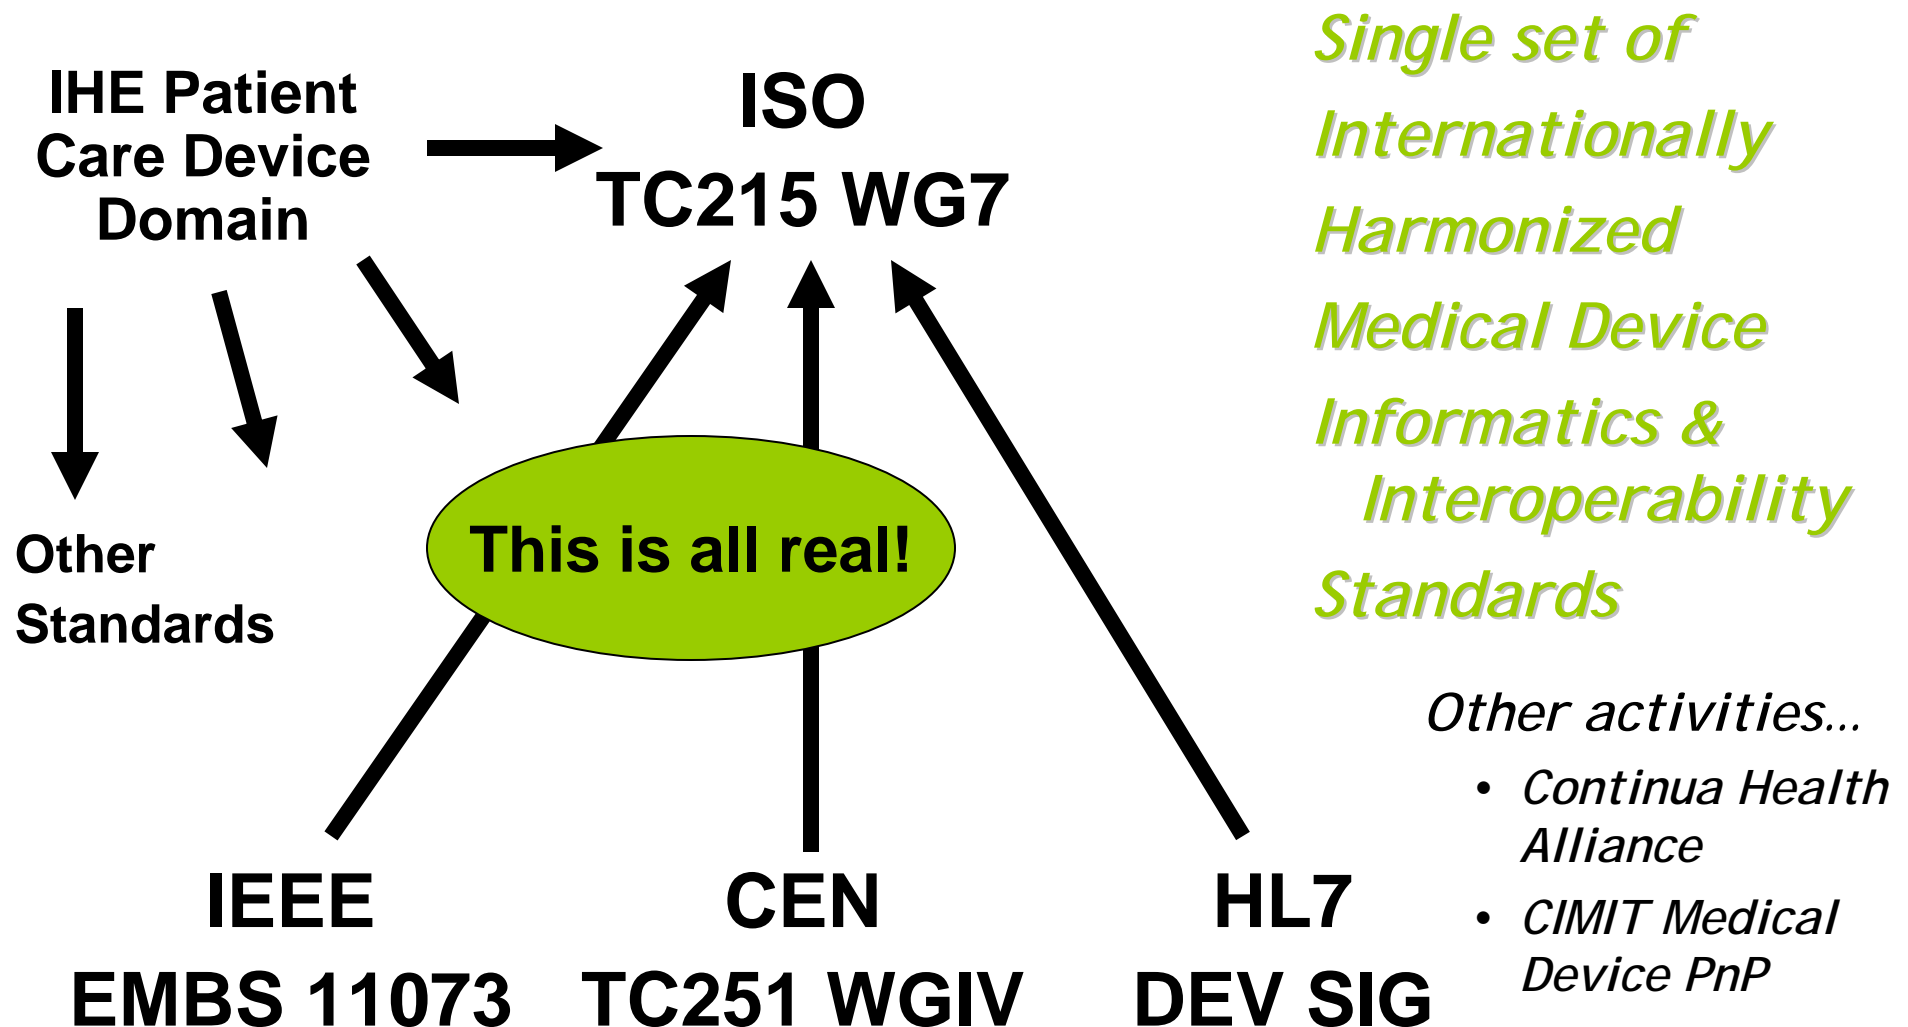 IHE Patient
Care Device
Domain
ISO
TC215 WG7
Other
Standards
This is all real!
IEEE
EMBS 11073
CEN
TC251 WGIV
HL7
DEV SIG
Single set of
Internationally
Harmonized
Medical Device
Informatics &
Interoperability
Standards
Other activities...
• Continua Health
Alliance
• CIMIT Medical
Device PnP